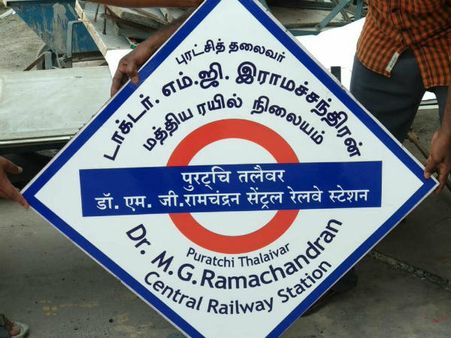 புரட்சித் தலைவர்
டாக்டர். எம்.ஜி. இராமச்சந்திரன்
மத்திய ரயில் நிலையம்
पुरट्चि तलैवर
डॉ. एम. जी.रामचंद्रन सेंट्रल रेलवे स्टेशन
Puratchi Thalaivar
Dr. M.G.Ramachandran
Central Railway Station